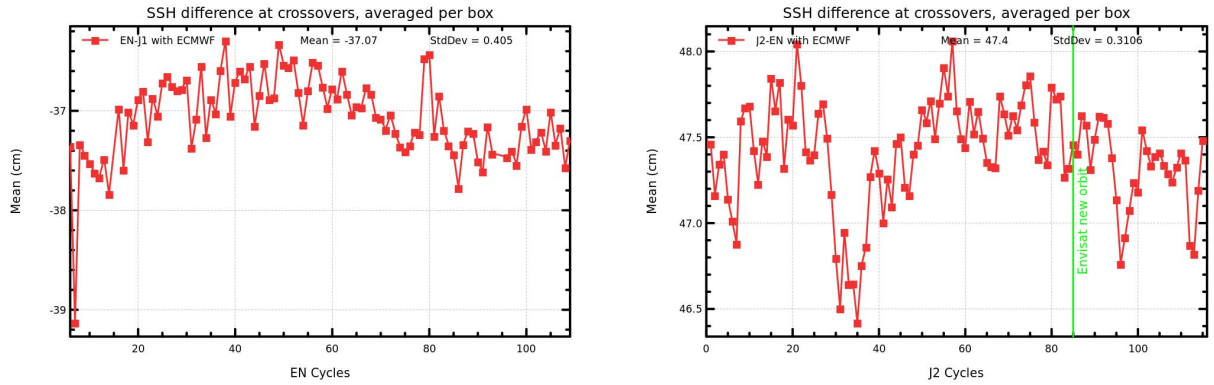 SSH difference at crossovers, averaged per box
EN-J1 with ECMWF Mean = -37.07 StdDev = 0.405
-37
-38
-39
Mean (cm)
20 40 60 80 100
EN Cycles
SSH difference at crossovers, averaged per box
J2-EN with ECMWF Mean = 47.4 StdDev = 0.3106
48.0
47.5
47.0
46.5
Mean (cm)
Envisat new orbit
0 20 40 60 80 100
J2 Cycles